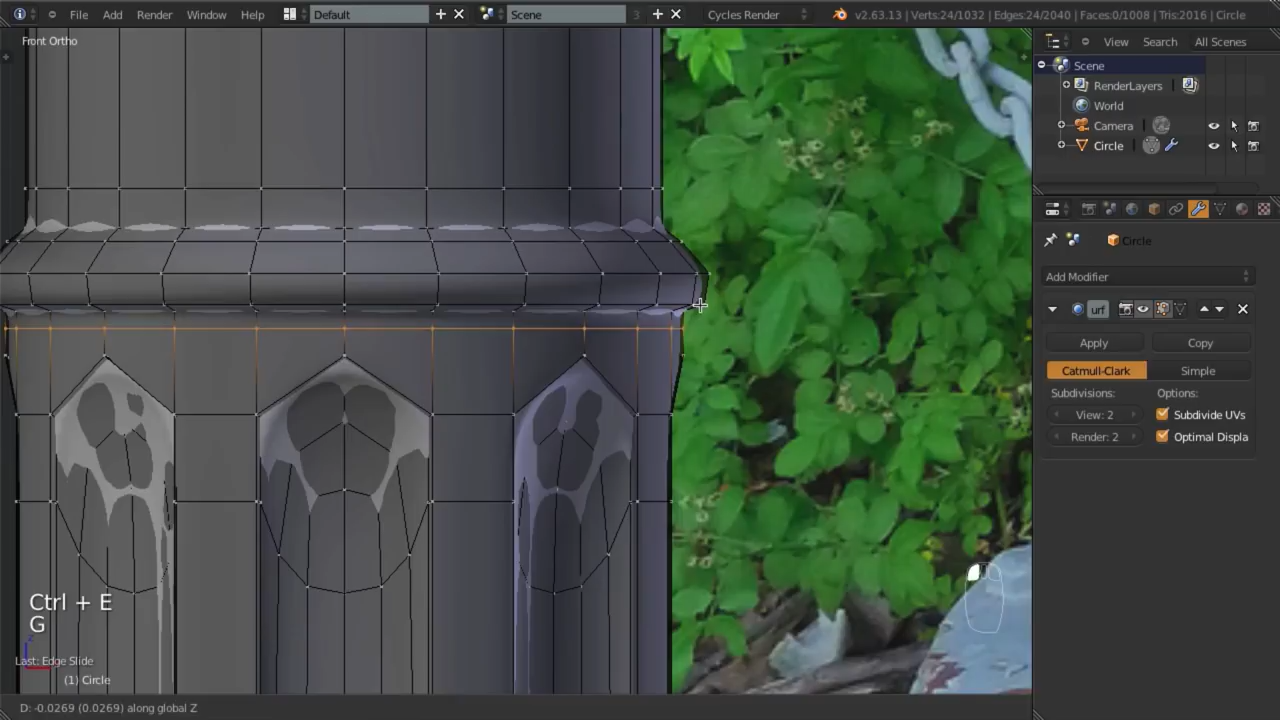 File Add Render Window Help Default Scene 3 Cycles Render v2.63.13 | Verts:24/1032 | Edges:24/2040 | Faces:0/1008 | Tris:2016 | Circle
Front Ortho
View Search All Scenes
Scene
RenderLayers
World
Camera
Circle
Circle
Add Modifier
urf
Apply Copy
Catmull-Clark Simple
Subdivisions: Options:
View: 2 Subdivide UVs
Render: 2 Optimal Displa
Ctrl + E
G
z
Last: Edge Slide
(1) Circle
D: -0.0269 (0.0269) along global Z